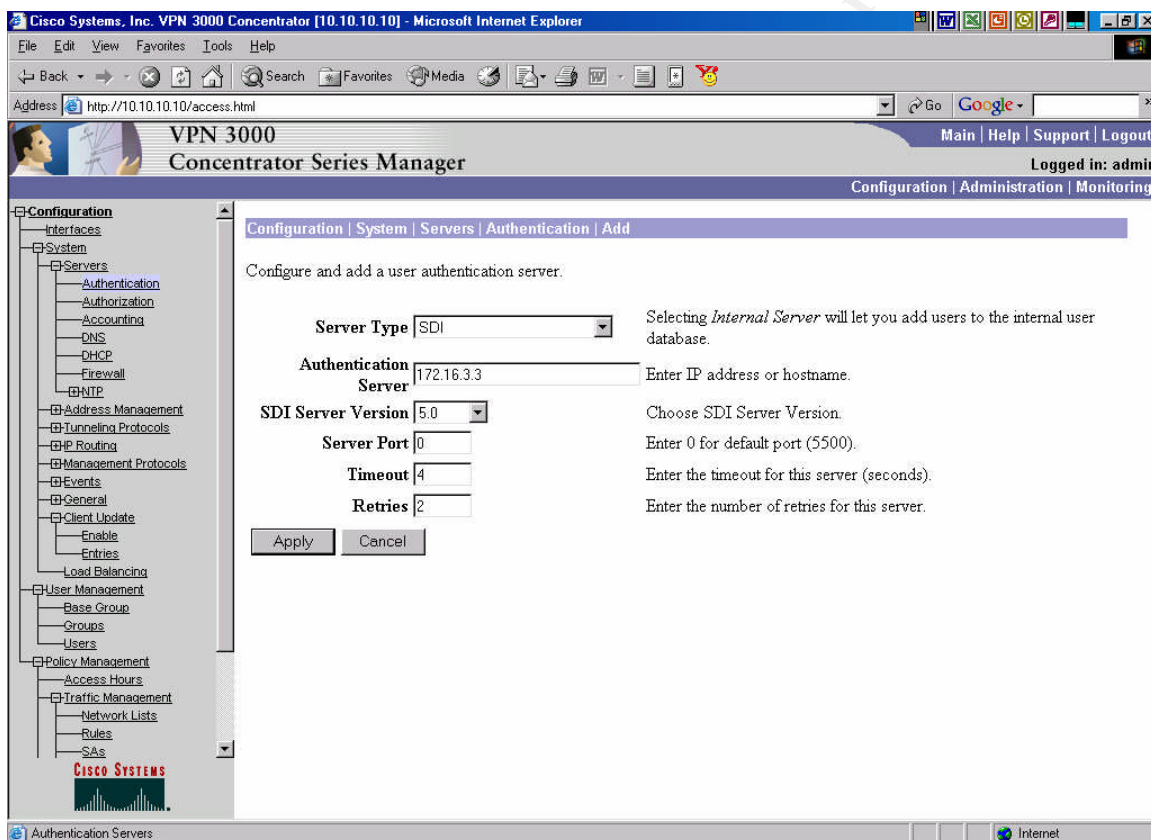 Cisco Systems, Inc. VPN 3000 Concentrator [10.10.10.10] - Microsoft Internet Explorer
File Edit View Favorites Tools Help
Back Search Favorites Media
Address http://10.10.10.10/access.html Go Google
VPN 3000
Concentrator Series Manager
Main | Help | Support | Logout
Logged in: admin
Configuration | Administration | Monitoring
Configuration
Interfaces
System
Servers
Authentication
Authorization
Accounting
DNS
DHCP
Firewall
NTP
Address Management
Tunneling Protocols
IP Routing
Management Protocols
Events
General
Client Update
Enable
Entries
Load Balancing
User Management
Base Group
Groups
Users
Policy Management
Access Hours
Traffic Management
Network Lists
Rules
SAs
CISCO SYSTEMS
Configuration | System | Servers | Authentication | Add
Configure and add a user authentication server.
Server Type SDI Selecting Internal Server will let you add users to the internal user
database.
Authentication
Server 172.16.3.3 Enter IP address or hostname.
SDI Server Version 5.0 Choose SDI Server Version.
Server Port 0 Enter 0 for default port (5500).
Timeout 4 Enter the timeout for this server (seconds).
Retries 2 Enter the number of retries for this server.
Apply Cancel
Authentication Servers Internet